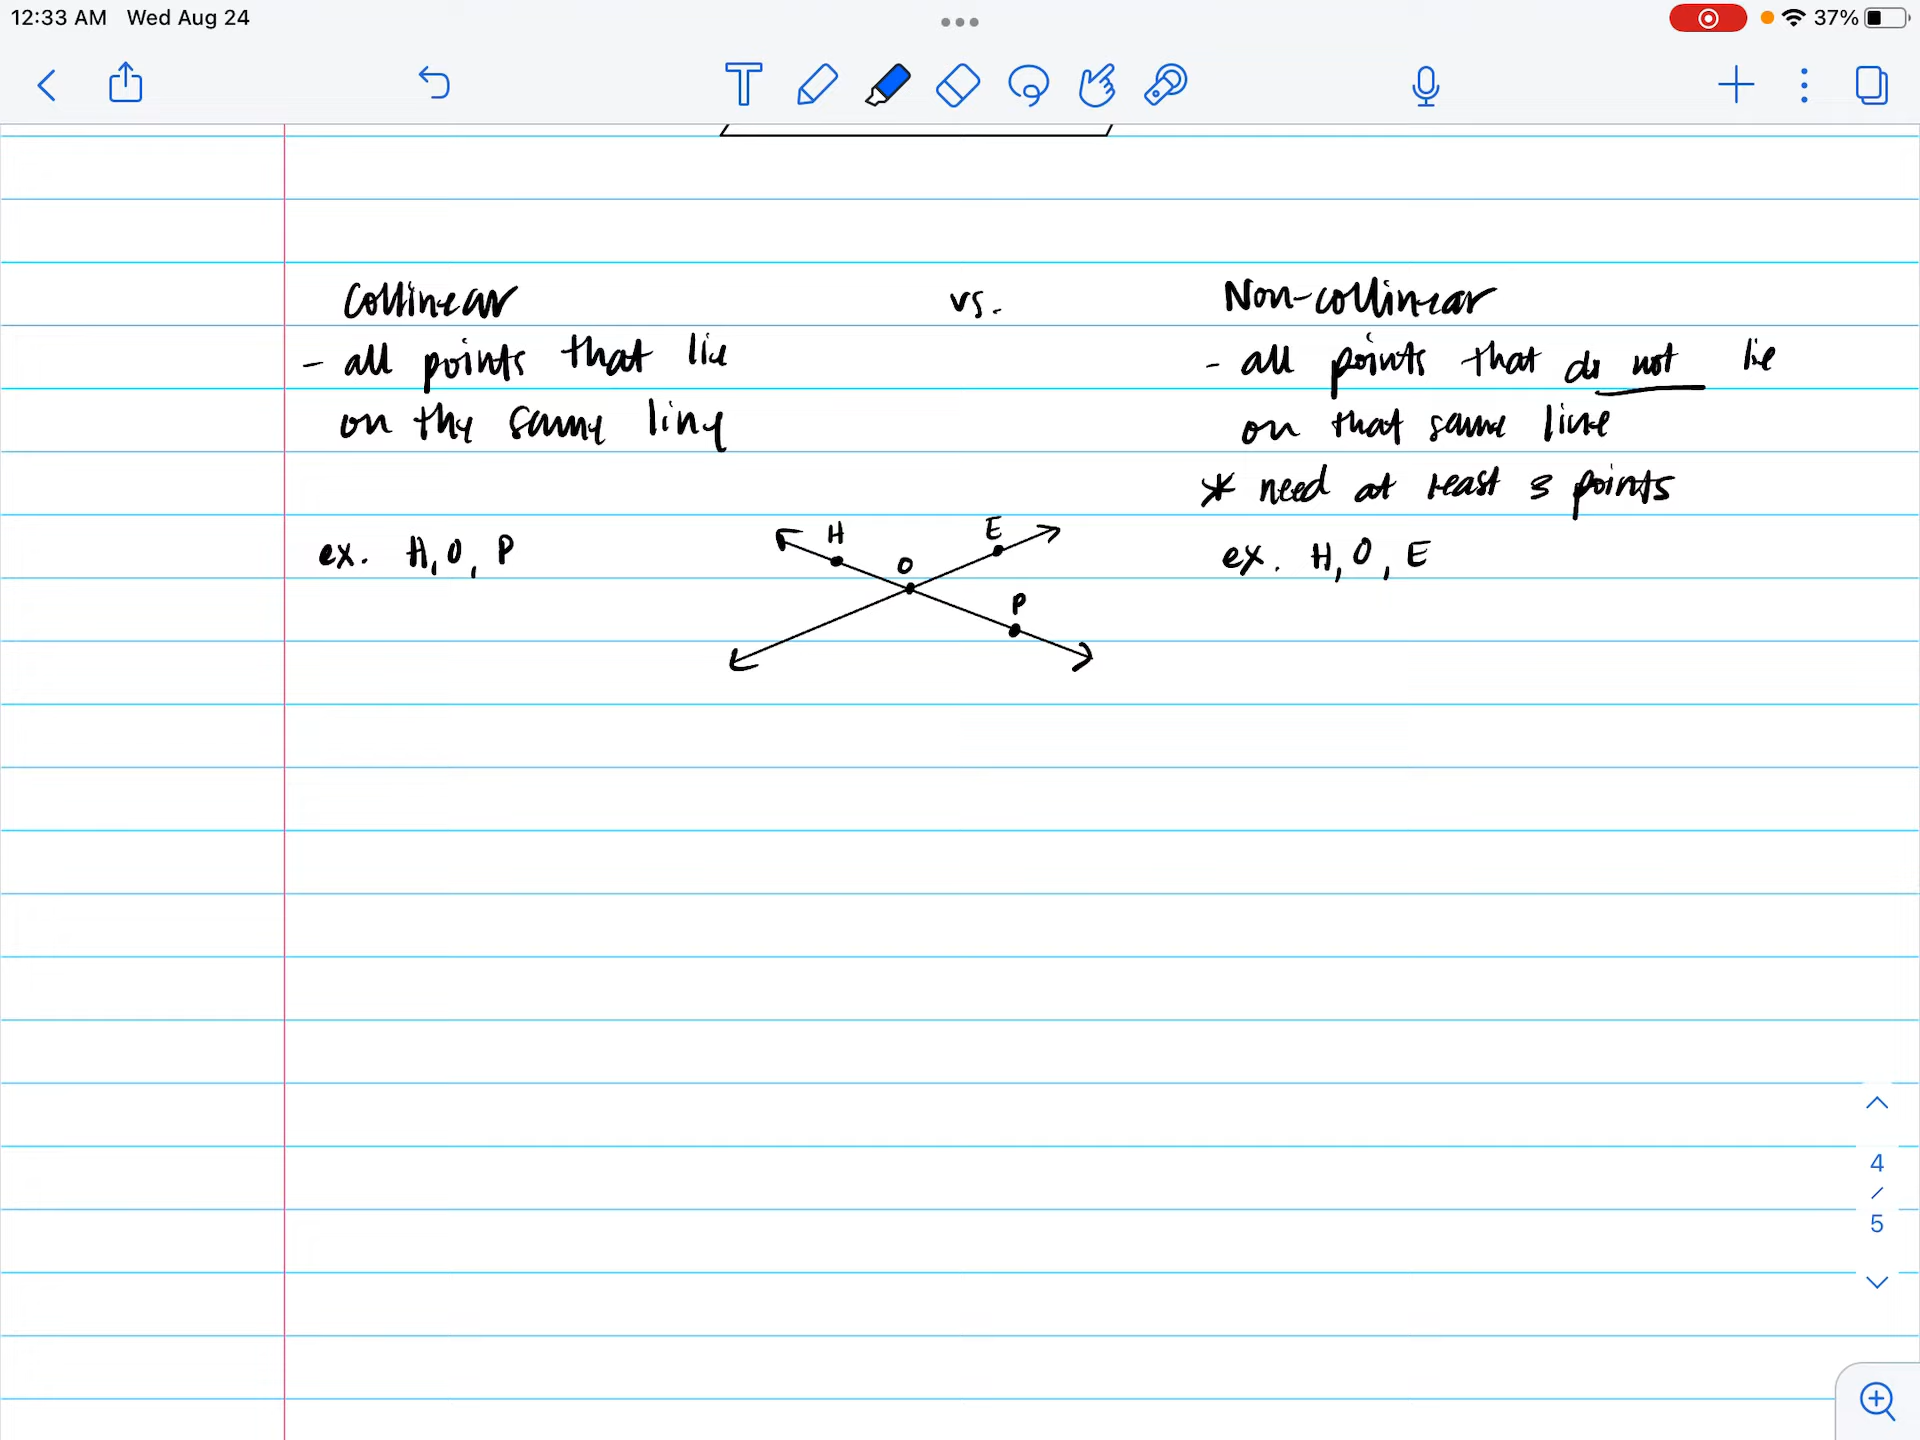 12:33 AM Wed Aug 24
37%
Collinear vs. Non-collinear
- all points that lie
on the same line
- all points that do not lie
on that same line
* need at least 3 points
ex. H, O, P
H
E
O
P
ex. H, O, E
4
/
5